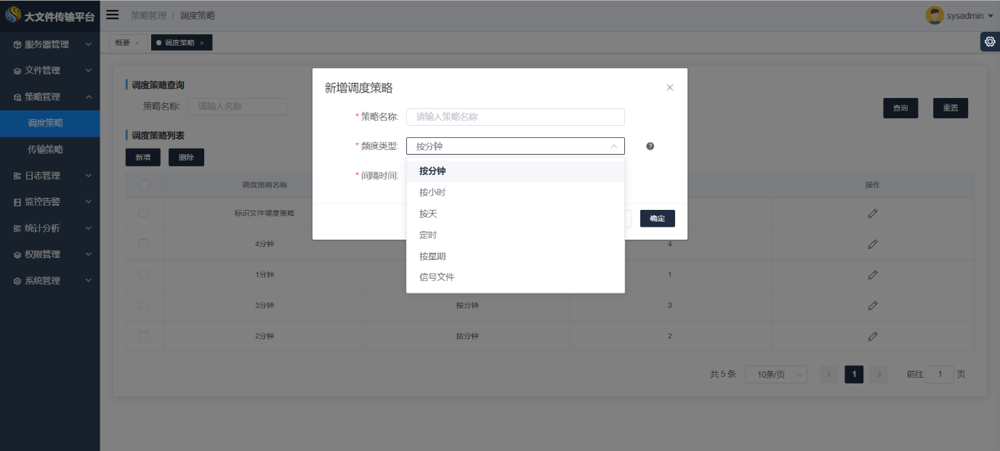 大文件传输平台
策略管理 / 调度策略
sysadmin
概要 ×
调度策略 ×
服务器管理
文件管理
策略管理
调度策略
传输策略
日志管理
监控告警
统计分析
权限管理
系统管理
调度策略查询
策略名称: 请输入名称
查询 重置
调度策略列表
新增 删除
调度策略名称 操作
标识文件调度策略
4分钟 4
1分钟 1
3分钟 按分钟 3
2分钟 按分钟 2
共 5 条 10条/页 1 前往 1 页
新增调度策略
* 策略名称: 请输入策略名称
* 频度类型: 按分钟
* 间隔时间:
按分钟
按小时
按天
定时
按星期
信号文件
确定